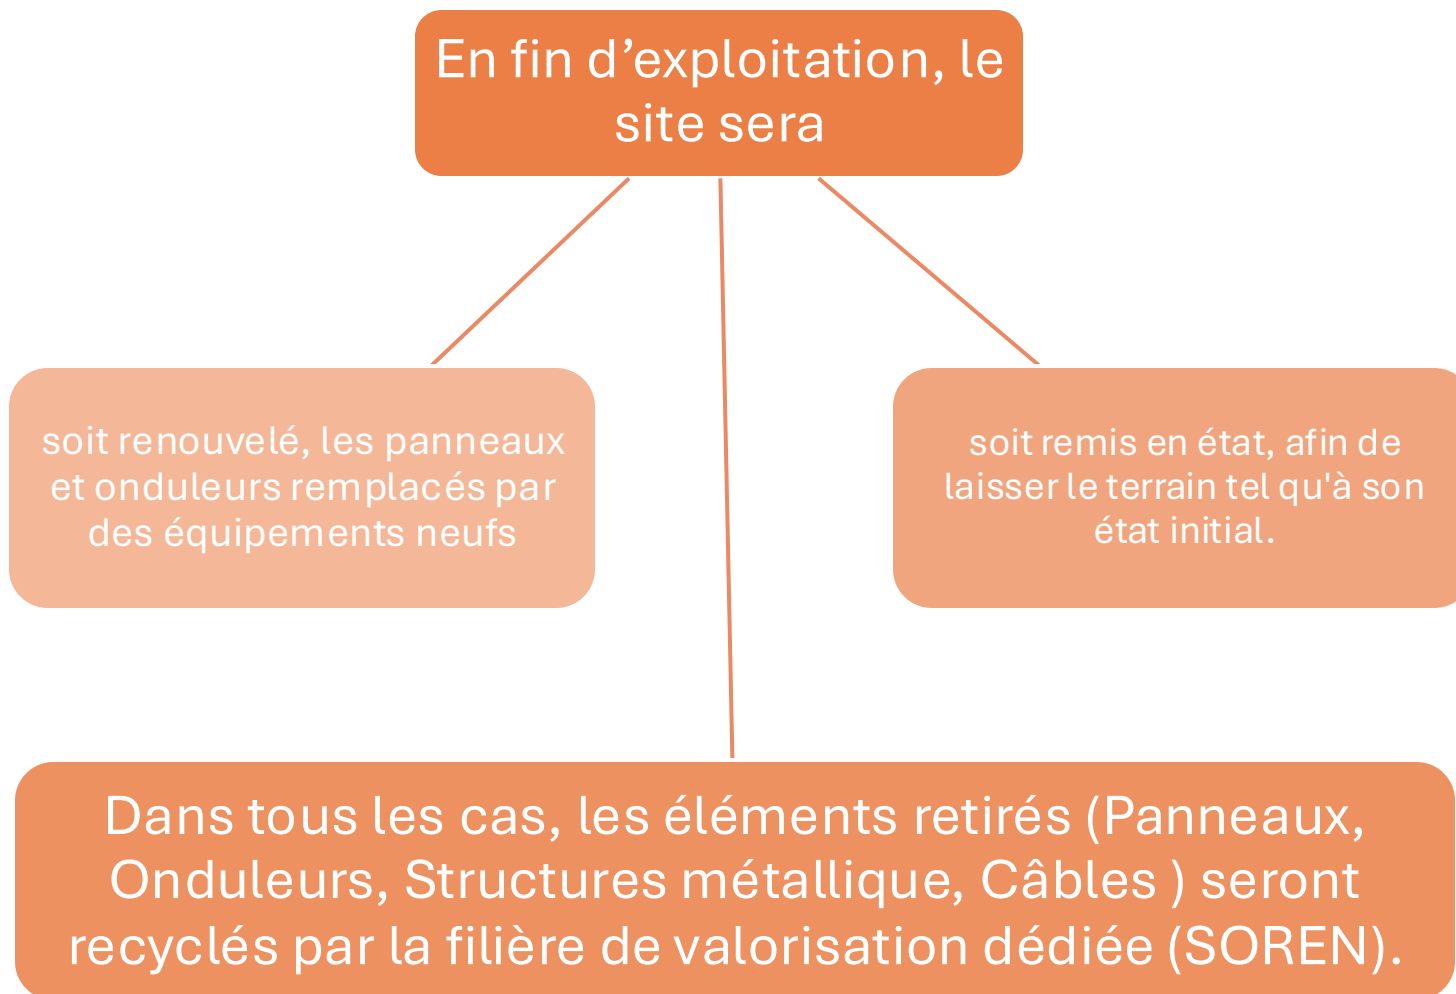 En fin d’exploitation, le
site sera
soit renouvelé, les panneaux
et onduleurs remplacés par
des équipements neufs
soit remis en état, afin de
laisser le terrain tel qu'à son
état initial.
Dans tous les cas, les éléments retirés (Panneaux,
Onduleurs, Structures métallique, Câbles ) seront
recyclés par la filière de valorisation dédiée (SOREN).